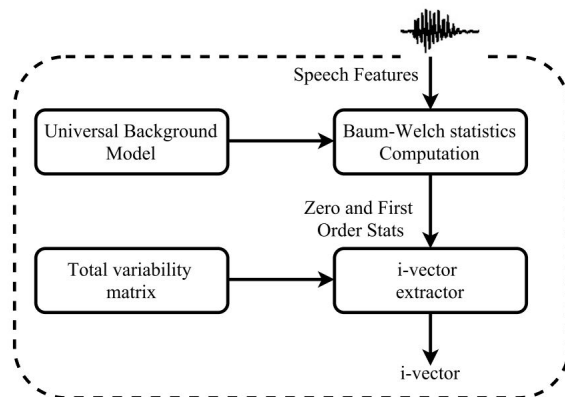 Speech Features
Universal Background
Model
Baum-Welch statistics
Computation
Zero and First
Order Stats
Total variability
matrix
i-vector
extractor
i-vector